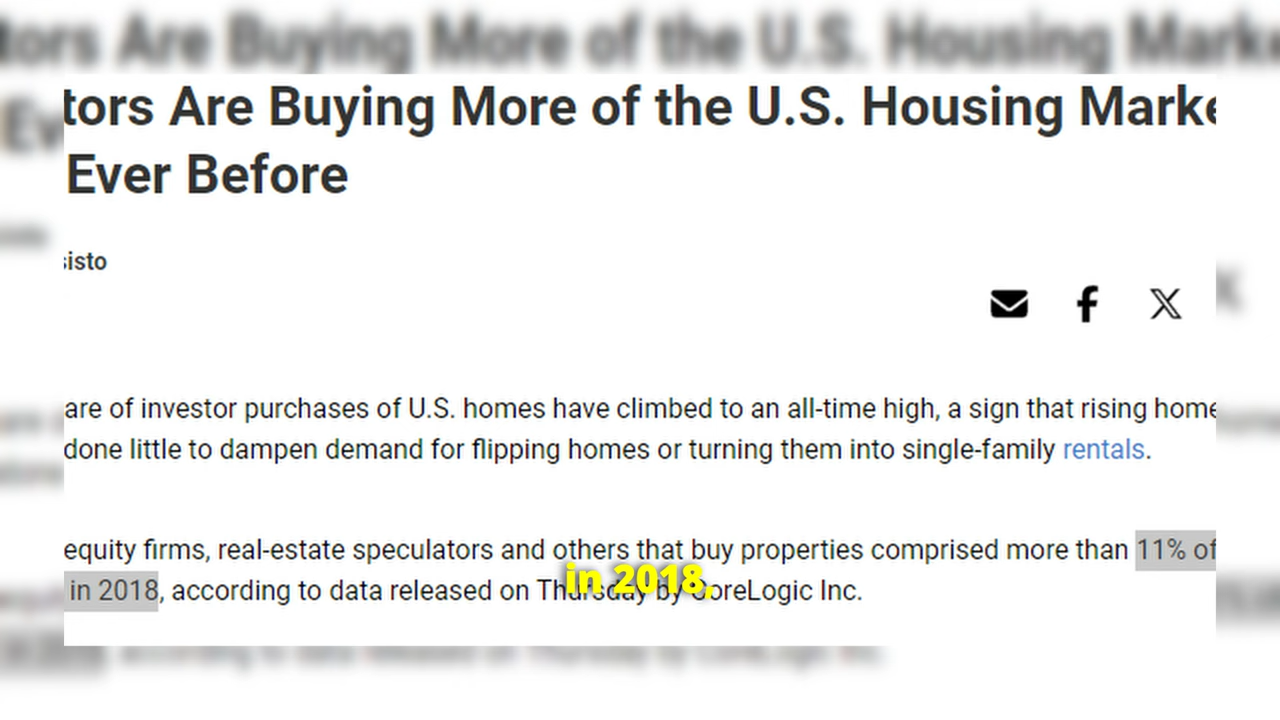 tors Are Buying More of the U.S. Housing Marke
Ever Before
sisto
are of investor purchases of U.S. homes have climbed to an all-time high, a sign that rising home
done little to dampen demand for flipping homes or turning them into single-family rentals.
equity firms, real-estate speculators and others that buy properties comprised more than 11% of
in 2018, according to data released on Thursday by CoreLogic Inc.
in 2018,